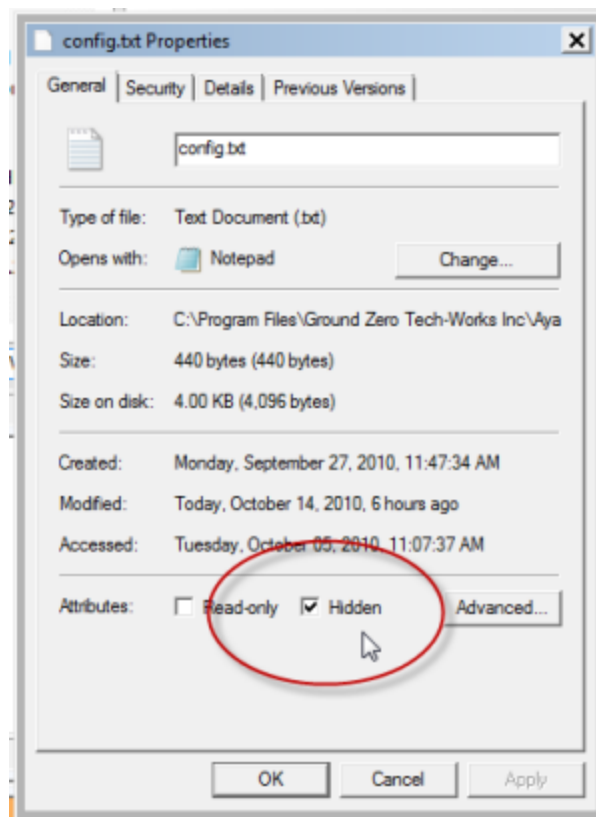 config.txt Properties
General Security Details Previous Versions
config.txt
Type of file: Text Document (.txt)
Opens with: Notepad Change...
Location: C:\Program Files\Ground Zero Tech-Works Inc\Aya
Size: 440 bytes (440 bytes)
Size on disk: 4.00 KB (4,096 bytes)
Created: Monday, September 27, 2010, 11:47:34 AM
Modified: Today, October 14, 2010, 6 hours ago
Accessed: Tuesday, October 05, 2010, 11:07:37 AM
Attributes: Read-only Hidden Advanced...
OK Cancel Apply